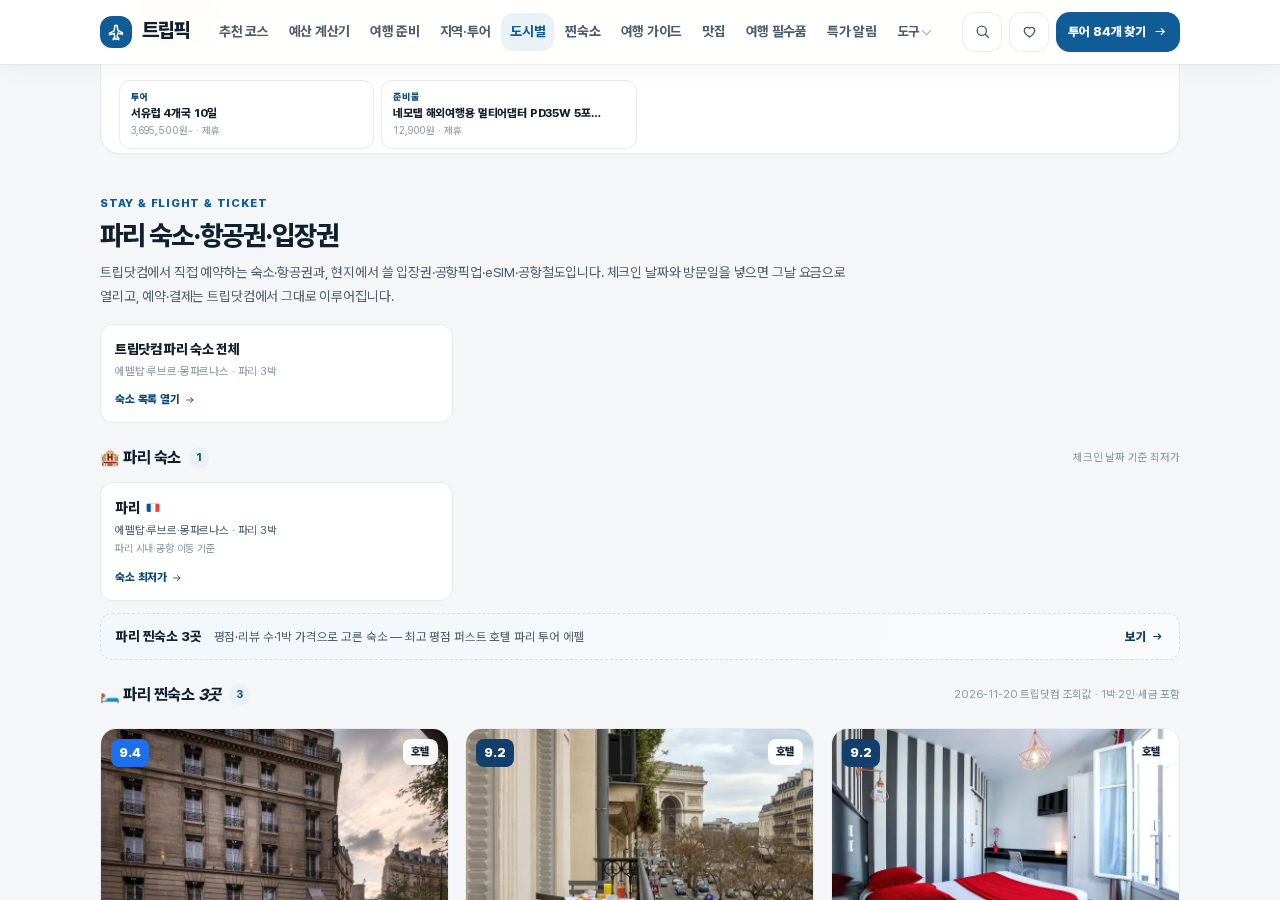 트립픽
추천 코스
예산 계산기
여행 준비
지역·투어
도시별
찐숙소
여행 가이드
맛집
여행 필수품
특가 알림
도구
투어 84개 찾기 →
투어
서유럽 4개국 10일
3,695,500원~ · 제휴
준비물
네모탭 해외여행용 멀티어댑터 PD35W 5포...
12,900원 · 제휴
STAY & FLIGHT & TICKET
파리 숙소·항공권·입장권
트립닷컴에서 직접 예약하는 숙소·항공권과, 현지에서 쓸 입장권·공항픽업·eSIM·공항철도입니다. 체크인 날짜와 방문일을 넣으면 그날 요금으로
열리고, 예약·결제는 트립닷컴에서 그대로 이루어집니다.
트립닷컴 파리 숙소 전체
에펠탑·루브르·몽파르나스 · 파리 3박
숙소 목록 열기 →
파리 숙소 1
체크인 날짜 기준 최저가
파리
에펠탑·루브르·몽파르나스 · 파리 3박
파리 시내·공항 이동 기준
숙소 최저가 →
파리 찐숙소 3곳
평점·리뷰 수·1박 가격으로 고른 숙소 — 최고 평점 퍼스트 호텔 파리 투어 에펠
보기 →
파리 찐숙소 3곳 3
2026-11-20 트립닷컴 조회값 · 1박·2인·세금 포함
9.4
호텔
9.2
호텔
9.2
호텔